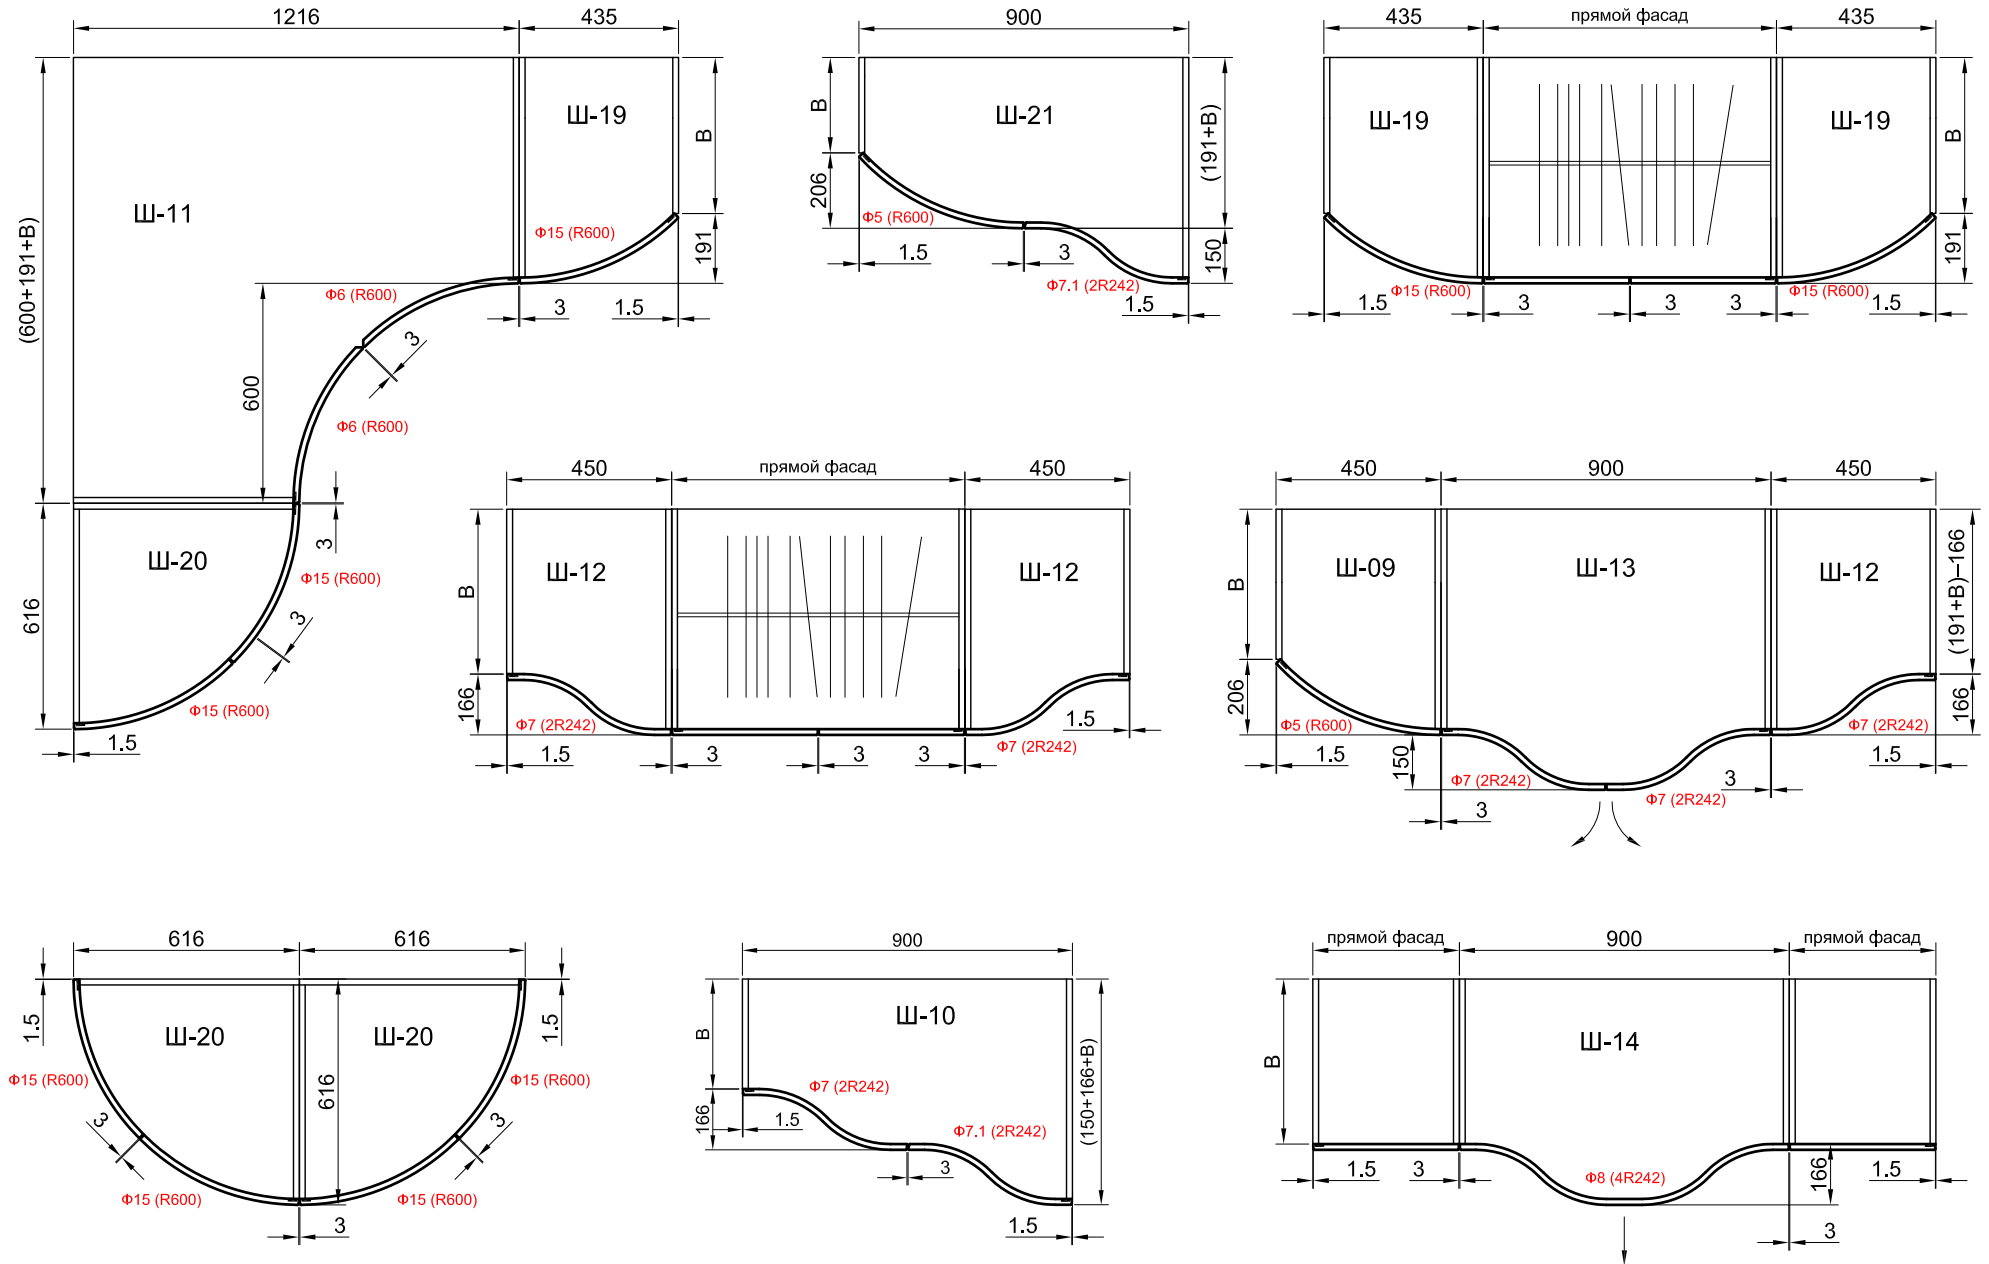 1216
435
Ш-11
Ш-19
В
191
(600+191+В)
Ф15 (R600)
Ф6 (R600)
3
1.5
3
600
Ф6 (R600)
Ш-20
3
Ф15 (R600)
616
3
Ф15 (R600)
1.5
900
В
Ш-21
(191+В)
206
Ф5 (R600)
1.5
3
Ф7.1 (2R242)
150
1.5
435
прямой фасад
435
Ш-19
Ш-19
В
191
Ф15 (R600)
Ф15 (R600)
1.5
3
3
3
1.5
450
прямой фасад
450
В
Ш-12
Ш-12
166
Ф7 (2R242)
Ф7 (2R242)
1.5
1.5
3
3
3
450
900
450
В
Ш-09
Ш-13
Ш-12
(191+В)–166
206
166
Ф5 (R600)
Ф7 (2R242)
1.5
150
Ф7 (2R242)
Ф7 (2R242)
3
1.5
3
616
616
1.5
Ш-20
Ш-20
1.5
Ф15 (R600)
616
Ф15 (R600)
3
3
Ф15 (R600)
Ф15 (R600)
3
900
В
Ш-10
(150+166+В)
Ф7 (2R242)
166
1.5
Ф7.1 (2R242)
3
1.5
прямой фасад
900
прямой фасад
В
Ш-14
1.5
3
Ф8 (4R242)
166
1.5
3